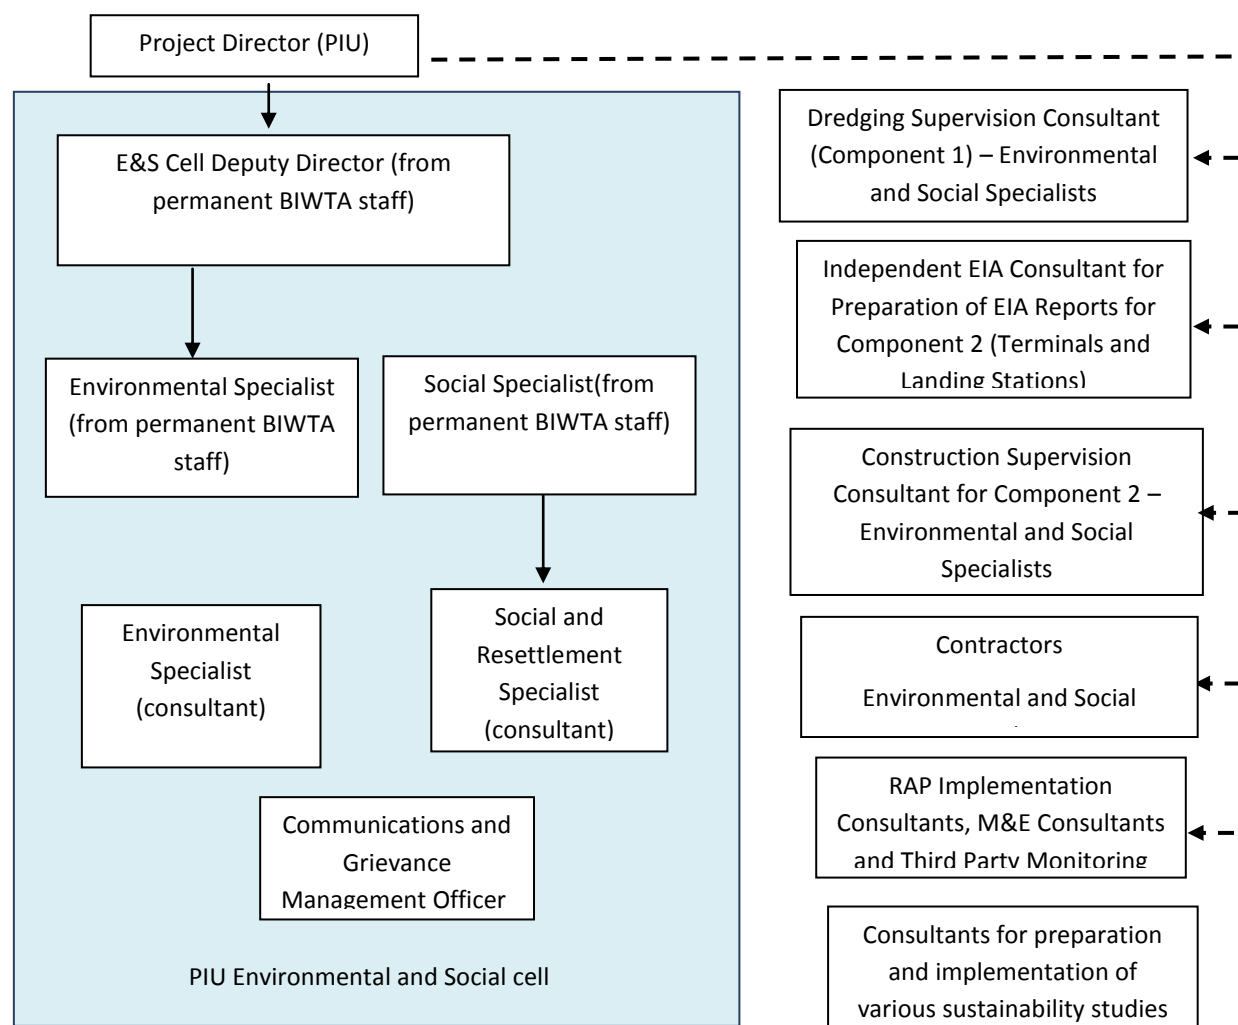 Project Director (PIU)
E&S Cell Deputy Director (from
permanent BIWTA staff)
Environmental Specialist
(from permanent BIWTA
staff)
Social Specialist(from
permanent BIWTA staff)
Environmental
Specialist
(consultant)
Social and
Resettlement
Specialist
(consultant)
Communications and
Grievance
Management Officer
PIU Environmental and Social cell
Dredging Supervision Consultant
(Component 1) – Environmental
and Social Specialists
Independent EIA Consultant for
Preparation of EIA Reports for
Component 2 (Terminals and
Landing Stations)
Construction Supervision
Consultant for Component 2 –
Environmental and Social
Specialists
Contractors
Environmental and Social
RAP Implementation
Consultants, M&E Consultants
and Third Party Monitoring
Consultants for preparation
and implementation of
various sustainability studies